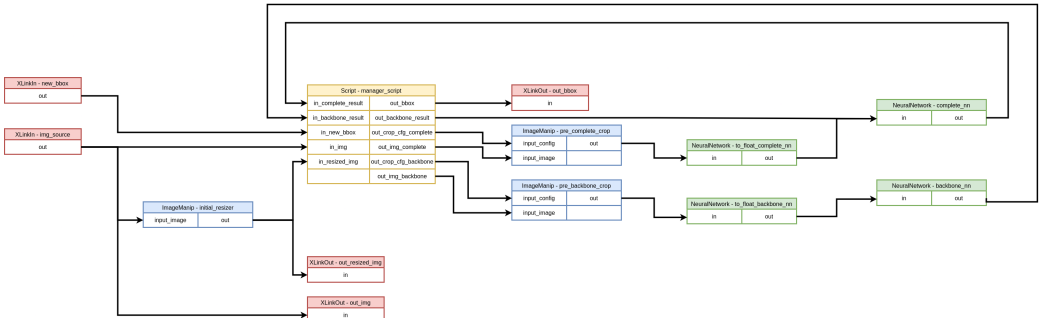 XLinkIn - new_bbox
out
XLinkIn - img_source
out
ImageManip - initial_resizer
input_image out
Script - manager_script
in_complete_result out_bbox
in_backbone_result out_backbone_result
in_new_bbox out_crop_cfg_complete
in_img out_img_complete
in_resized_img out_crop_cfg_backbone
out_img_backbone
XLinkOut - out_resized_img
in
XLinkOut - out_img
in
XLinkOut - out_bbox
in
ImageManip - pre_complete_crop
input_config out
input_image
ImageManip - pre_backbone_crop
input_config out
input_image
NeuralNetwork - to_float_complete_nn
in out
NeuralNetwork - to_float_backbone_nn
in out
NeuralNetwork - complete_nn
in out
NeuralNetwork - backbone_nn
in out